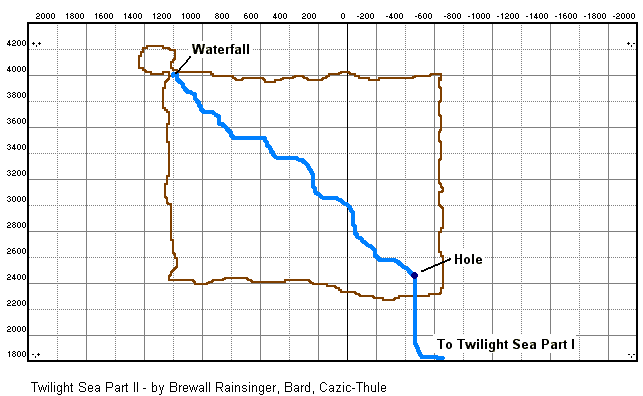 2000 1800 1600 1400 1200 1000 800 600 400 200 0 -200 -400 -600 -800 -1000 -1200 -1400 -1600 -1800 -2000
4200
Waterfall
4000
3800
3600
3400
3200
3000
2800
2600
Hole
2400
2200
2000
To Twilight Sea Part I
1800
Twilight Sea Part II - by Brewall Rainsinger, Bard, Cazic-Thule